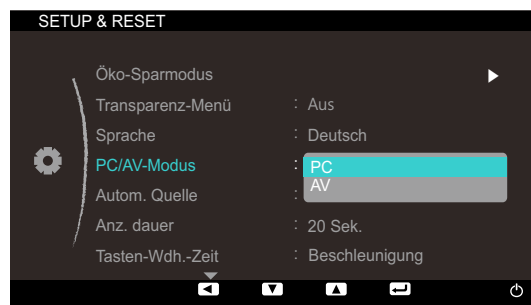 SETUP & RESET
Öko-Sparmodus
Transparenz-Menü : Aus
Sprache : Deutsch
PC/AV-Modus : PC
AV
Autom. Quelle :
Anz. dauer : 20 Sek.
Tasten-Wdh.-Zeit : Beschleunigung